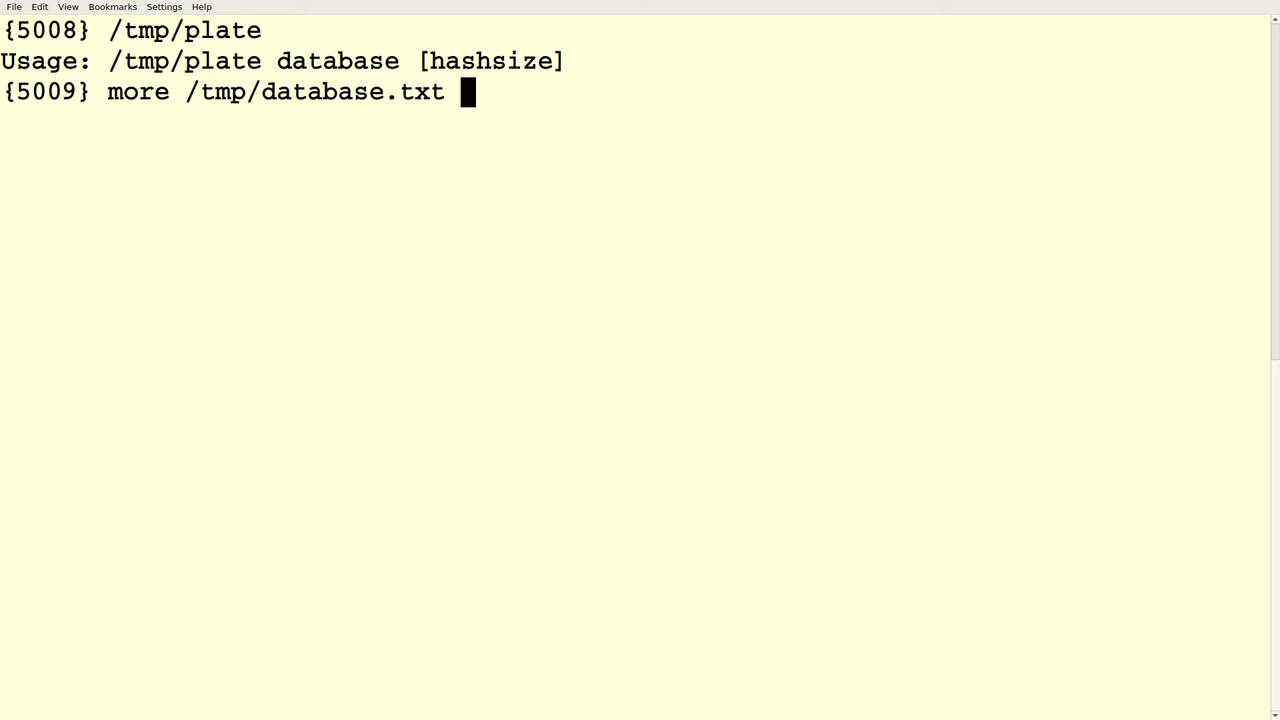 File Edit View Bookmarks Settings Help
{5008} /tmp/plate
Usage: /tmp/plate database [hashsize]
{5009} more /tmp/database.txt